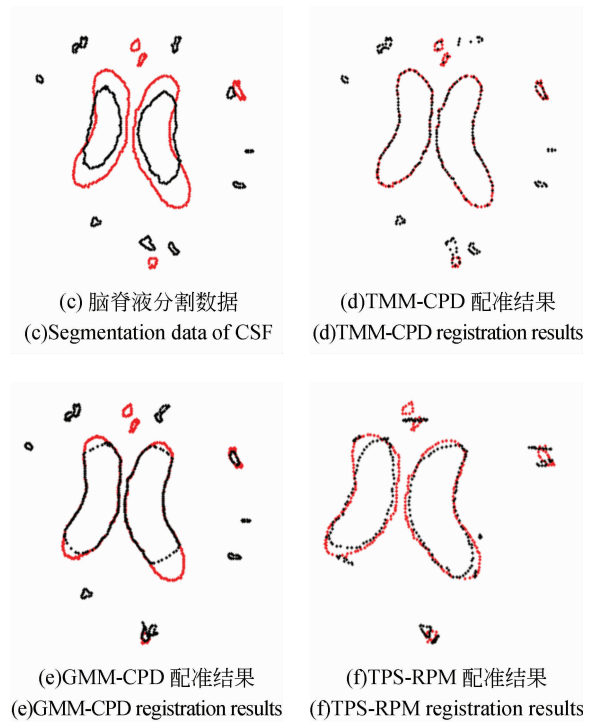 (c) 脑脊液分割数据
(c)Segmentation data of CSF
(d)TMM-CPD 配准结果
(d)TMM-CPD registration results
(e)GMM-CPD 配准结果
(e)GMM-CPD registration results
(f)TPS-RPM 配准结果
(f)TPS-RPM registration results